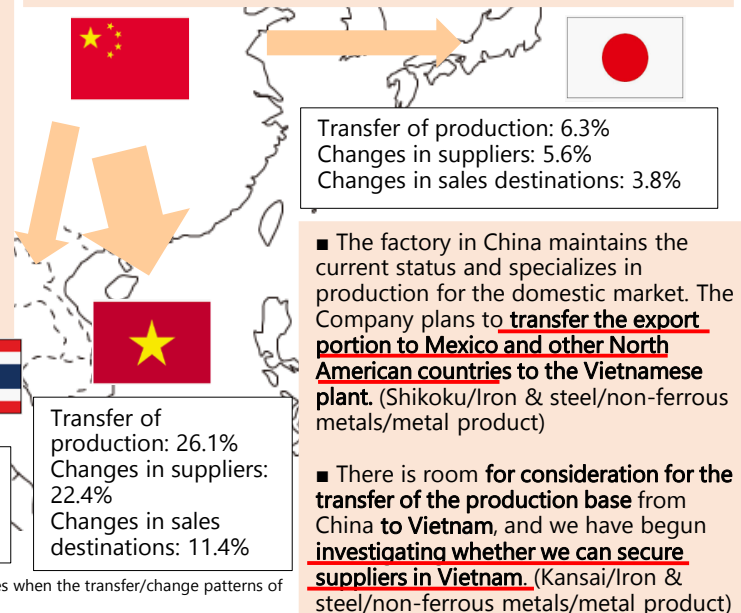 Transfer of production: 6.3%
Changes in suppliers: 5.6%
Changes in sales destinations: 3.8%
■ The factory in China maintains the
current status and specializes in
production for the domestic market. The
Company plans to transfer the export
portion to Mexico and other North
American countries to the Vietnamese
plant. (Shikoku/Iron & steel/non-ferrous
metals/metal product)
■ There is room for consideration for the
transfer of the production base from
China to Vietnam, and we have begun
investigating whether we can secure
suppliers in Vietnam. (Kansai/Iron &
steel/non-ferrous metals/metal product)
Transfer of
production: 26.1%
Changes in suppliers:
22.4%
Changes in sales
destinations: 11.4%
when the transfer/change patterns of